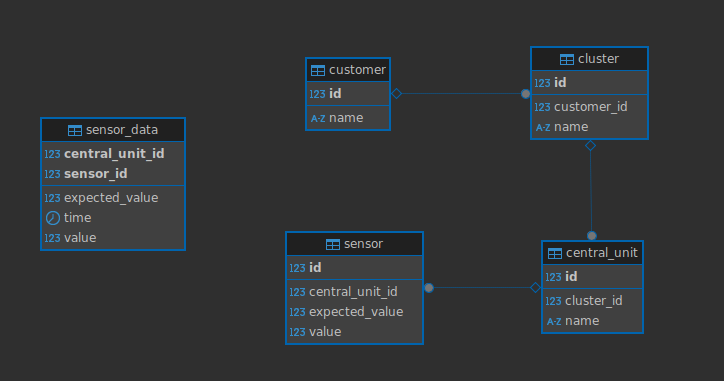 customer
123 id
A-Z name
cluster
123 id
123 customer_id
A-Z name
sensor_data
123 central_unit_id
123 sensor_id
123 expected_value
time
123 value
sensor
123 id
123 central_unit_id
123 expected_value
123 value
central_unit
123 id
123 cluster_id
A-Z name